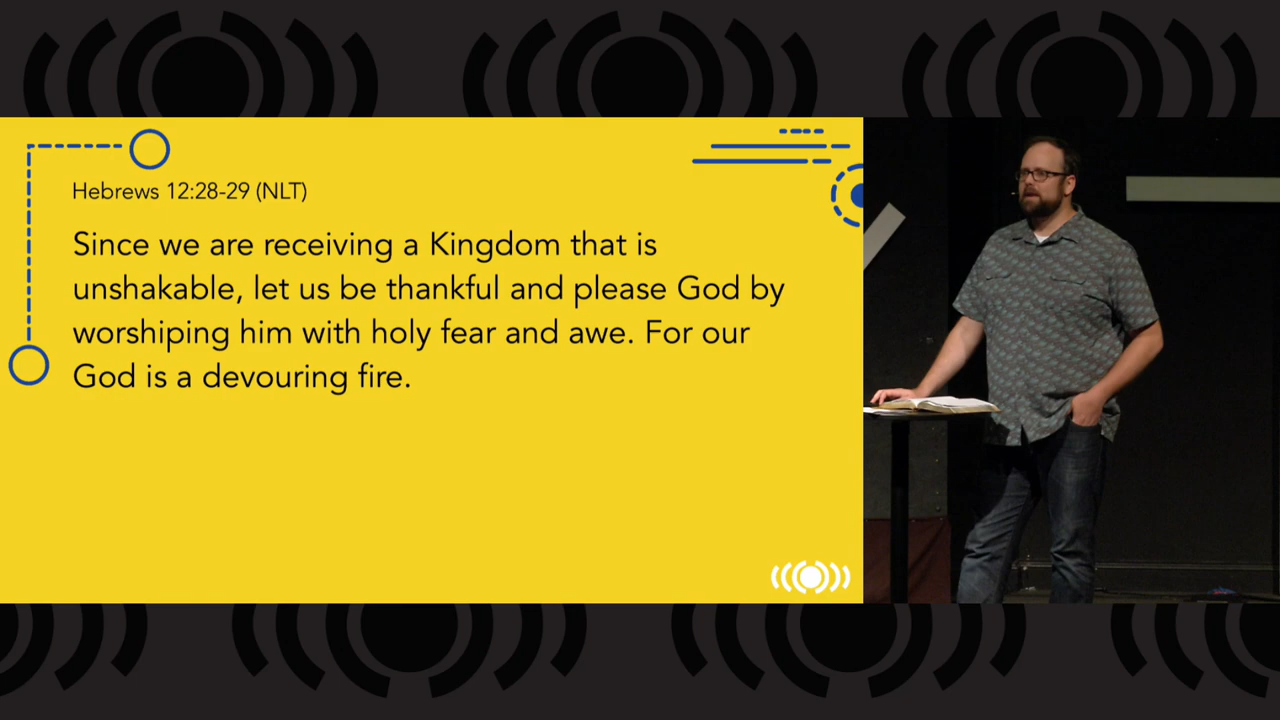 Hebrews 12:28-29 (NLT)
Since we are receiving a Kingdom that is
unshakable, let us be thankful and please God by
worshiping him with holy fear and awe. For our
God is a devouring fire.